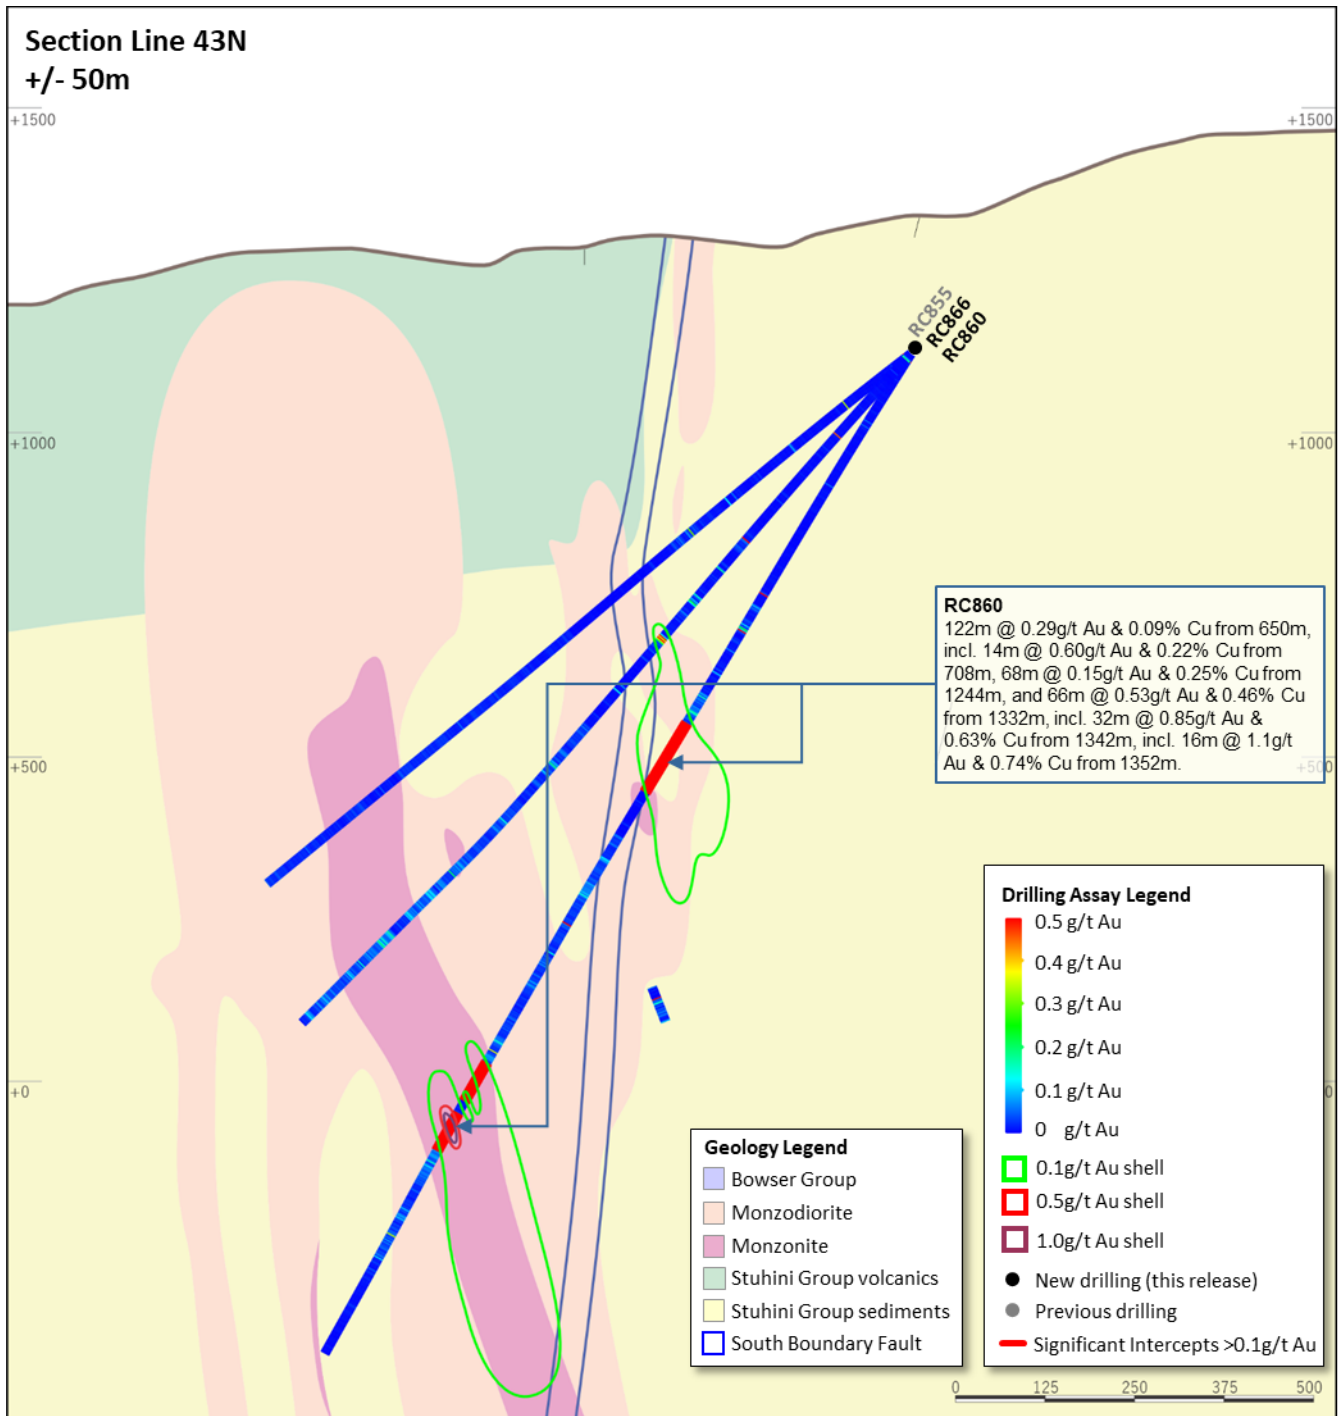 Section Line 43N
+/- 50m
+1500
+1500
RC855
RC866
RC860
+1000
+1000
RC860
122m @ 0.29g/t Au & 0.09% Cu from 650m,
incl. 14m @ 0.60g/t Au & 0.22% Cu from
708m, 68m @ 0.15g/t Au & 0.25% Cu from
1244m, and 66m @ 0.53g/t Au & 0.46% Cu
from 1332m, incl. 32m @ 0.85g/t Au &
0.63% Cu from 1342m, incl. 16m @ 1.1g/t
Au & 0.74% Cu from 1352m.
+500
+500
Drilling Assay Legend
0.5 g/t Au
0.4 g/t Au
0.3 g/t Au
0.2 g/t Au
0.1 g/t Au
0 g/t Au
0.1g/t Au shell
0.5g/t Au shell
1.0g/t Au shell
New drilling (this release)
Previous drilling
Significant Intercepts >0.1g/t Au
+0
0
Geology Legend
Bowser Group
Monzodiorite
Monzonite
Stuhini Group volcanics
Stuhini Group sediments
South Boundary Fault
0 125 250 375 500